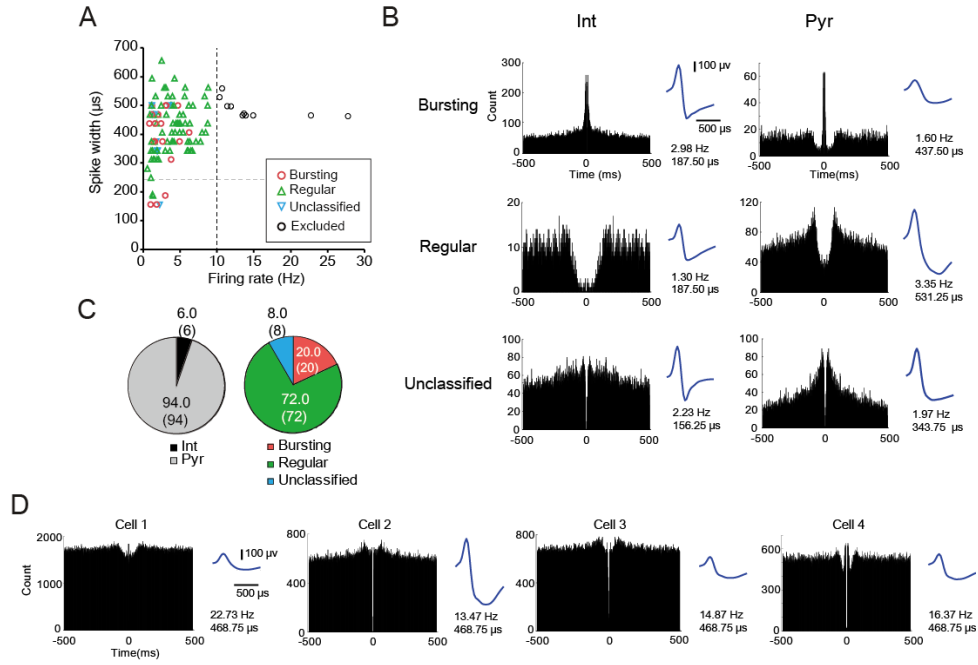 A
Spike width (µs)
700
600
500
400
300
200
100
0
0 5 10 15 20 25 30
Firing rate (Hz)
Bursting
Regular
Unclassified
Excluded
B
Int Pyr
Bursting
Count
300
200
100
0
-500 0 500
Time (ms)
100 µv
500 µs
2.98 Hz
187.50 µs
80
60
40
20
0
-500 0 500
Time(ms)
1.60 Hz
437.50 µs
Regular
20
10
0
-500 0 500
1.30 Hz
187.50 µs
120
80
40
0
-500 0 500
3.35 Hz
531.25 µs
Unclassified
100
80
60
40
20
0
-500 0 500
2.23 Hz
156.25 µs
100
80
60
40
20
0
-500 0 500
1.97 Hz
343.75 µs
C
6.0
(6)
94.0
(94)
Int
Pyr
8.0
(8)
20.0
(20)
72.0
(72)
Bursting
Regular
Unclassified
D
Cell 1
Count
2000
1000
0
-500 0 500
Time(ms)
100 µv
500 µs
22.73 Hz
468.75 µs
Cell 2
800
400
0
-500 0 500
13.47 Hz
468.75 µs
Cell 3
800
400
0
-500 0 500
14.87 Hz
468.75 µs
Cell 4
600
300
0
-500 0 500
16.37 Hz
468.75 µs